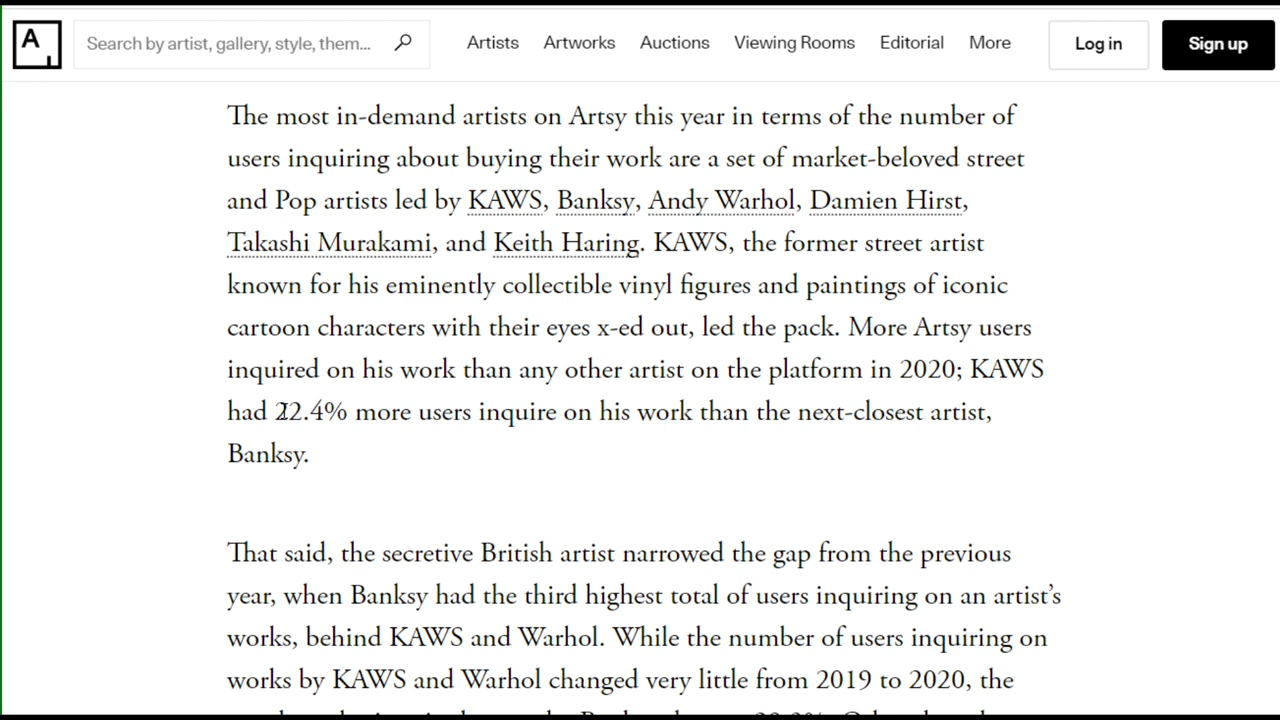 A
Search by artist, gallery, style, them... Artists Artworks Auctions Viewing Rooms Editorial More Log in Sign up
The most in-demand artists on Artsy this year in terms of the number of
users inquiring about buying their work are a set of market-beloved street
and Pop artists led by KAWS, Banksy, Andy Warhol, Damien Hirst,
Takashi Murakami, and Keith Haring. KAWS, the former street artist
known for his eminently collectible vinyl figures and paintings of iconic
cartoon characters with their eyes x-ed out, led the pack. More Artsy users
inquired on his work than any other artist on the platform in 2020; KAWS
had 22.4% more users inquire on his work than the next-closest artist,
Banksy.
That said, the secretive British artist narrowed the gap from the previous
year, when Banksy had the third highest total of users inquiring on an artist’s
works, behind KAWS and Warhol. While the number of users inquiring on
works by KAWS and Warhol changed very little from 2019 to 2020, the